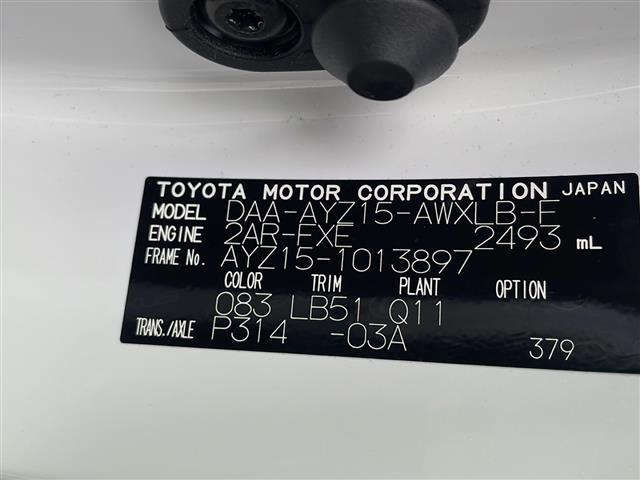 TOYOTA MOTOR CORPORATION JAPAN
MODEL DAA-AYZ15-AWXLB-E
ENGINE 2AR-FXE 2493 mL
FRAME No. AYZ15-1013897
COLOR TRIM PLANT OPTION
083 LB51 Q11
TRANS./AXLE P314 -03A 379